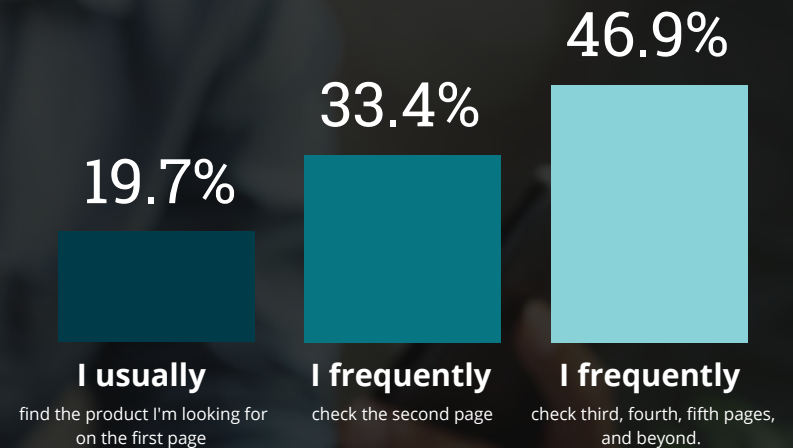 46.9%
33.4%
19.7%
I usually
find the product I'm looking for
on the first page
I frequently
check the second page
I frequently
check third, fourth, fifth pages,
and beyond.